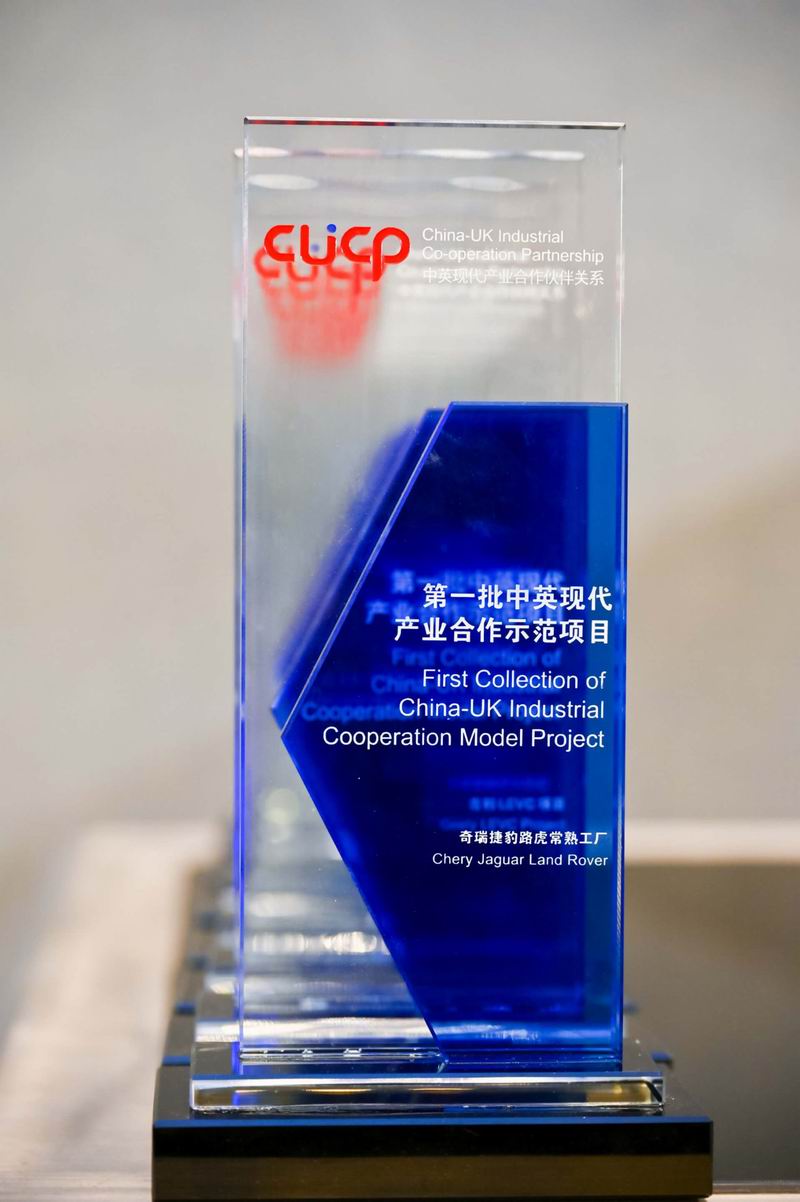 cuicp
China-UK Industrial
Co-operation Partnership
中英现代产业合作伙伴关系
第一批中英现代
产业合作示范项目
First Collection of
China-UK Industrial
Cooperation Model Project
奇瑞捷豹路虎常熟工厂
Chery Jaguar Land Rover